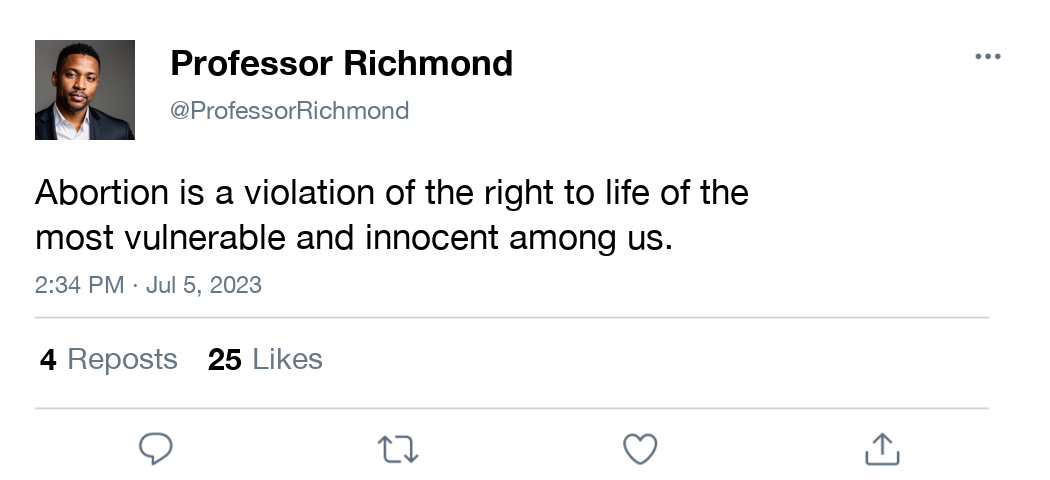 Professor Richmond
@ProfessorRichmond
Abortion is a violation of the right to life of the
most vulnerable and innocent among us.
2:34 PM · Jul 5, 2023
4 Reposts 25 Likes